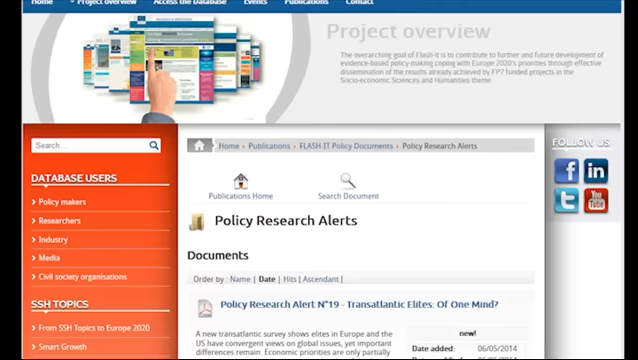 Home Project overview Access the Database Events Publications Contact
Project overview
The overarching goal of Flash-it is to contribute to further and future development of
evidence-based policy-making coping with Europe 2020's priorities through effective
dissemination of the results already achieved by FP7 funded projects in the
Socio-economic Sciences and Humanities theme.
Search...
Home Publications FLASH-IT Policy Documents Policy Research Alerts
FOLLOW US
DATABASE USERS
Policy makers
Researchers
Industry
Media
Civil society organisations
SSH TOPICS
From SSH Topics to Europe 2020
Smart Growth
Publications Home Search Document
Policy Research Alerts
Documents
Order by : Name | Date | Hits [ Ascendant ]
Policy Research Alert N°19 - Transatlantic Elites: Of One Mind?
A new transatlantic survey shows elites in Europe and the
US have convergent views on global issues, yet important
differences remain. Economic priorities are only partially
new!
Date added: 06/05/2014
f
in
t
You
Tube